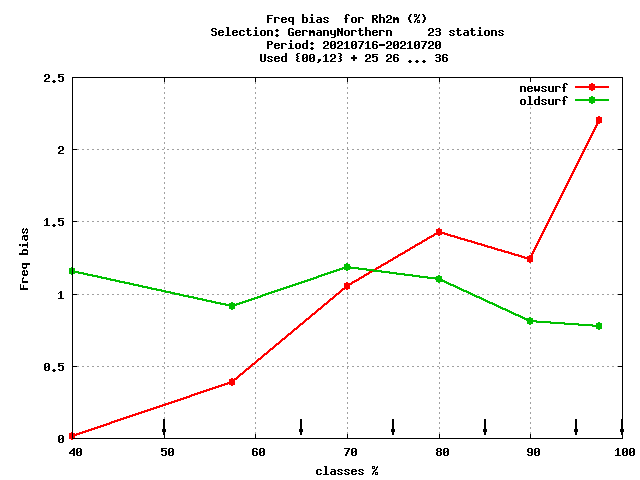 Freq bias  for Rh2m (%)
Selection: GermanyNorthern     23 stations
Period: 20210716-20210720
Used {00,12} + 25 26 ... 36
newsurf
oldsurf
2.5
2
1.5
1
0.5
0
Freq bias
40 50 60 70 80 90 100
classes %